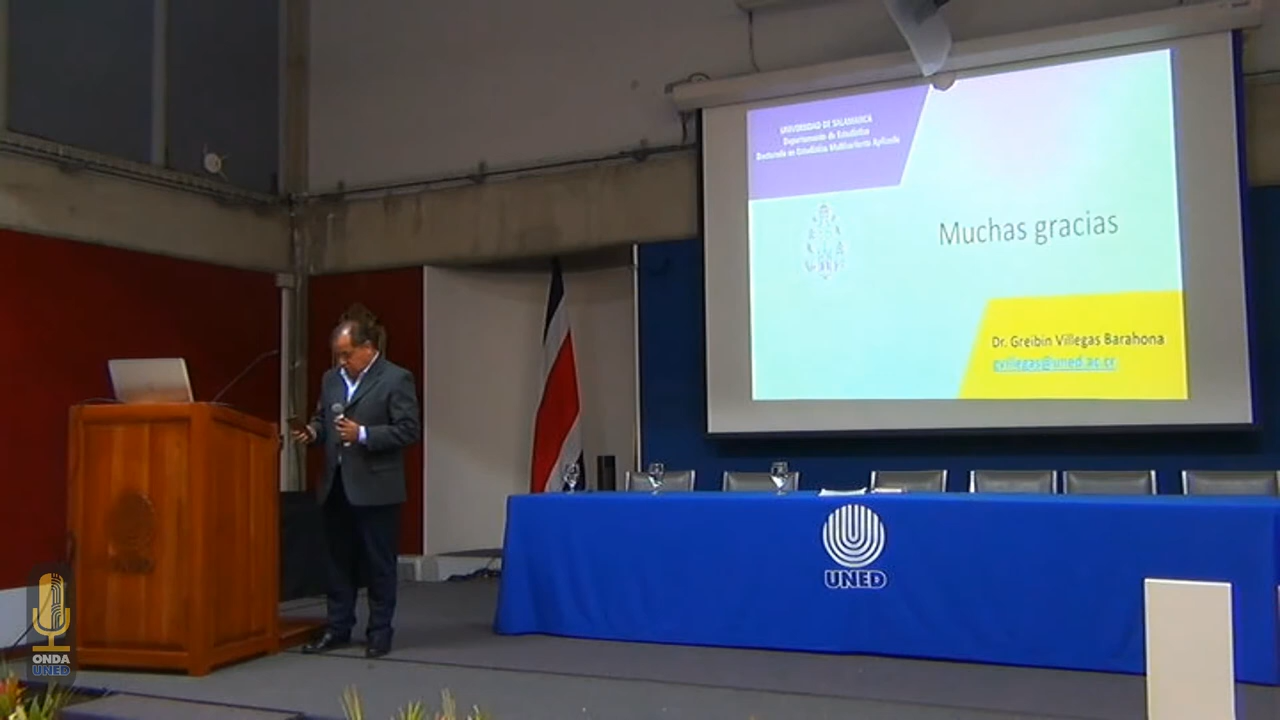 UNIVERSIDAD DE SALAMANCA
Departamento de Estadística
Doctorado en Estadística Multivariante Aplicada
Muchas gracias
Dr. Greibin Villegas Barahona
gvillegas@uned.ac.cr
UNED
ONDA
UNED